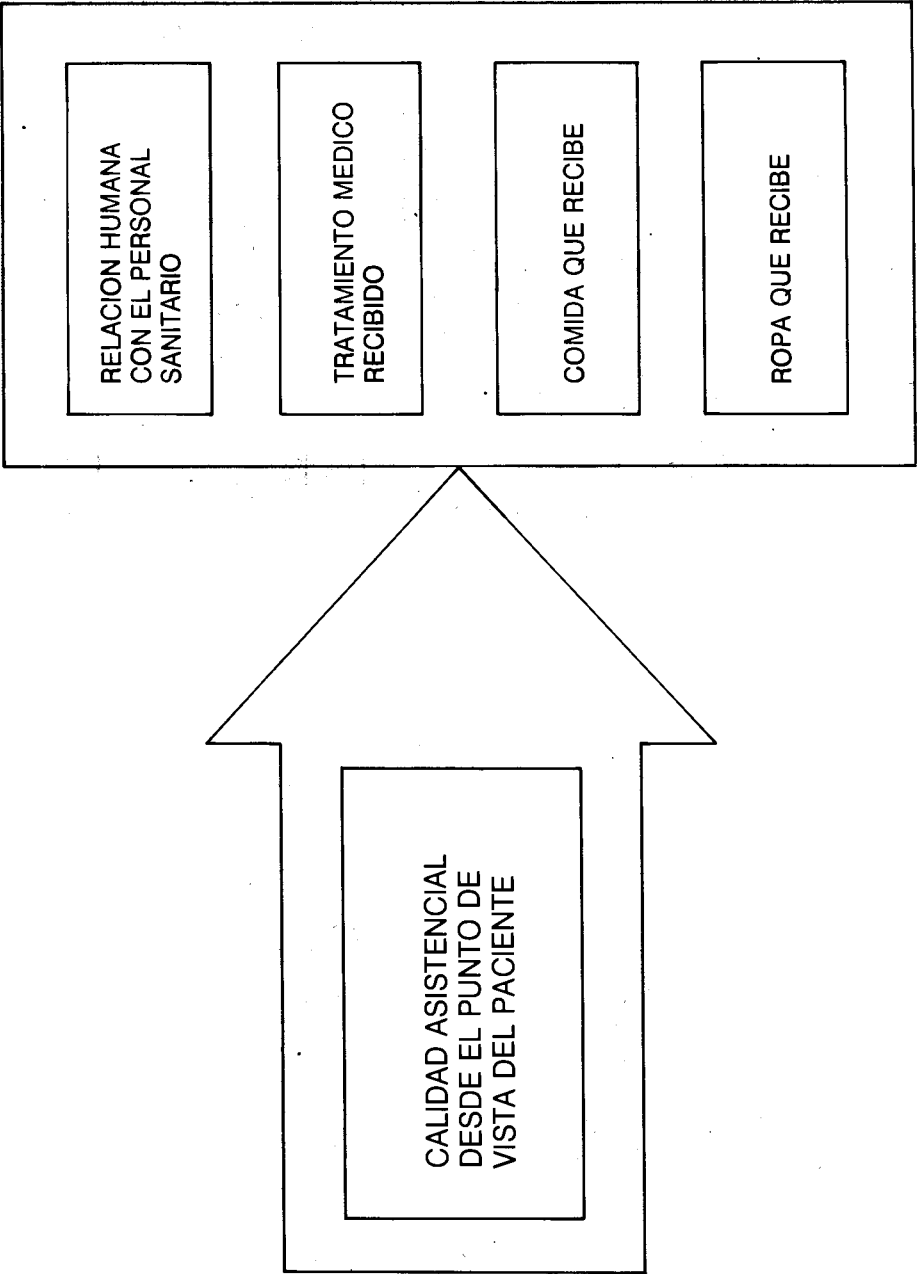 CALIDAD ASISTENCIAL
DESDE EL PUNTO DE
VISTA DEL PACIENTE
RELACION HUMANA
CON EL PERSONAL
SANITARIO
TRATAMIENTO MEDICO
RECIBIDO
COMIDA QUE RECIBE
ROPA QUE RECIBE